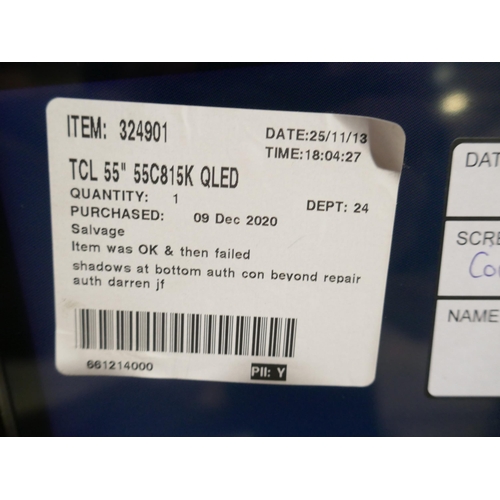 ITEM: 324901
DATE:25/11/13
TIME:18:04:27
TCL 55" 55C815K QLED
QUANTITY: 1
DEPT: 24
PURCHASED: 09 Dec 2020
Salvage
Item was OK & then failed
shadows at bottom auth con beyond repair
auth darren jf
661214000
PII: Y
DAT
SCRE
Co
NAME